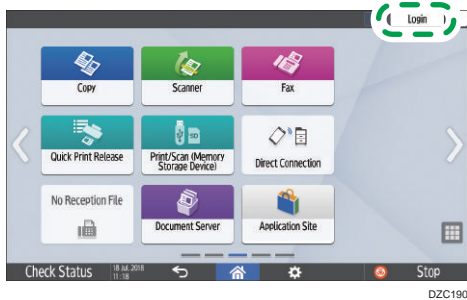 Login
Copy
Scanner
Fax
Quick Print Release
Print/Scan (Memory
Storage Device)
SD
Direct Connection
No Reception File
Document Server
Application Site
Check Status
18 Jul. 2018
11:18
Stop
DZC190